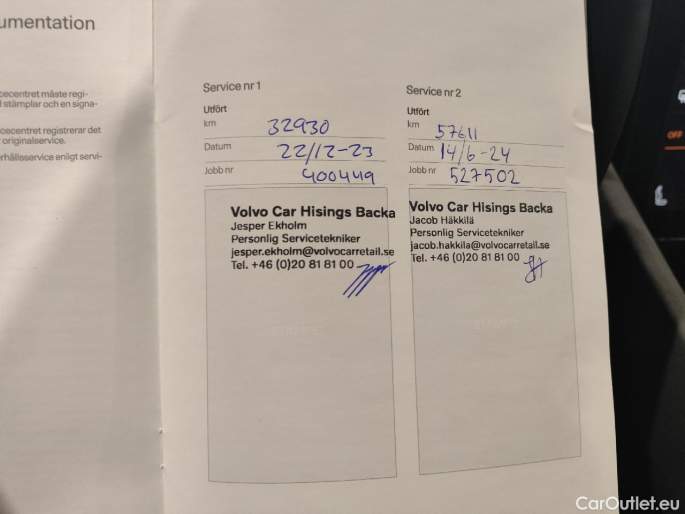 umentation
cecentret måste regi-
stämplar och en signa-
cecentret registrerar det
originalservice.
rhållsservice enligt servi-
Service nr 1
Utfört
km 32930
Datum 22/12-23
Jobb nr 400449
Volvo Car Hisings Backa
Jesper Ekholm
Personlig Servicetekniker
jesper.ekholm@volvocarretail.se
Tel. +46 (0)20 81 81 00
Service nr 2
Utfört
km 57611
Datum 14/6-24
Jobb nr 527502
Volvo Car Hisings Backa
Jacob Häkkilä
Personlig Servicetekniker
jacob.hakkila@volvocarretail.se
Tel. +46 (0)20 81 81 00
OFF
CarOutlet.eu